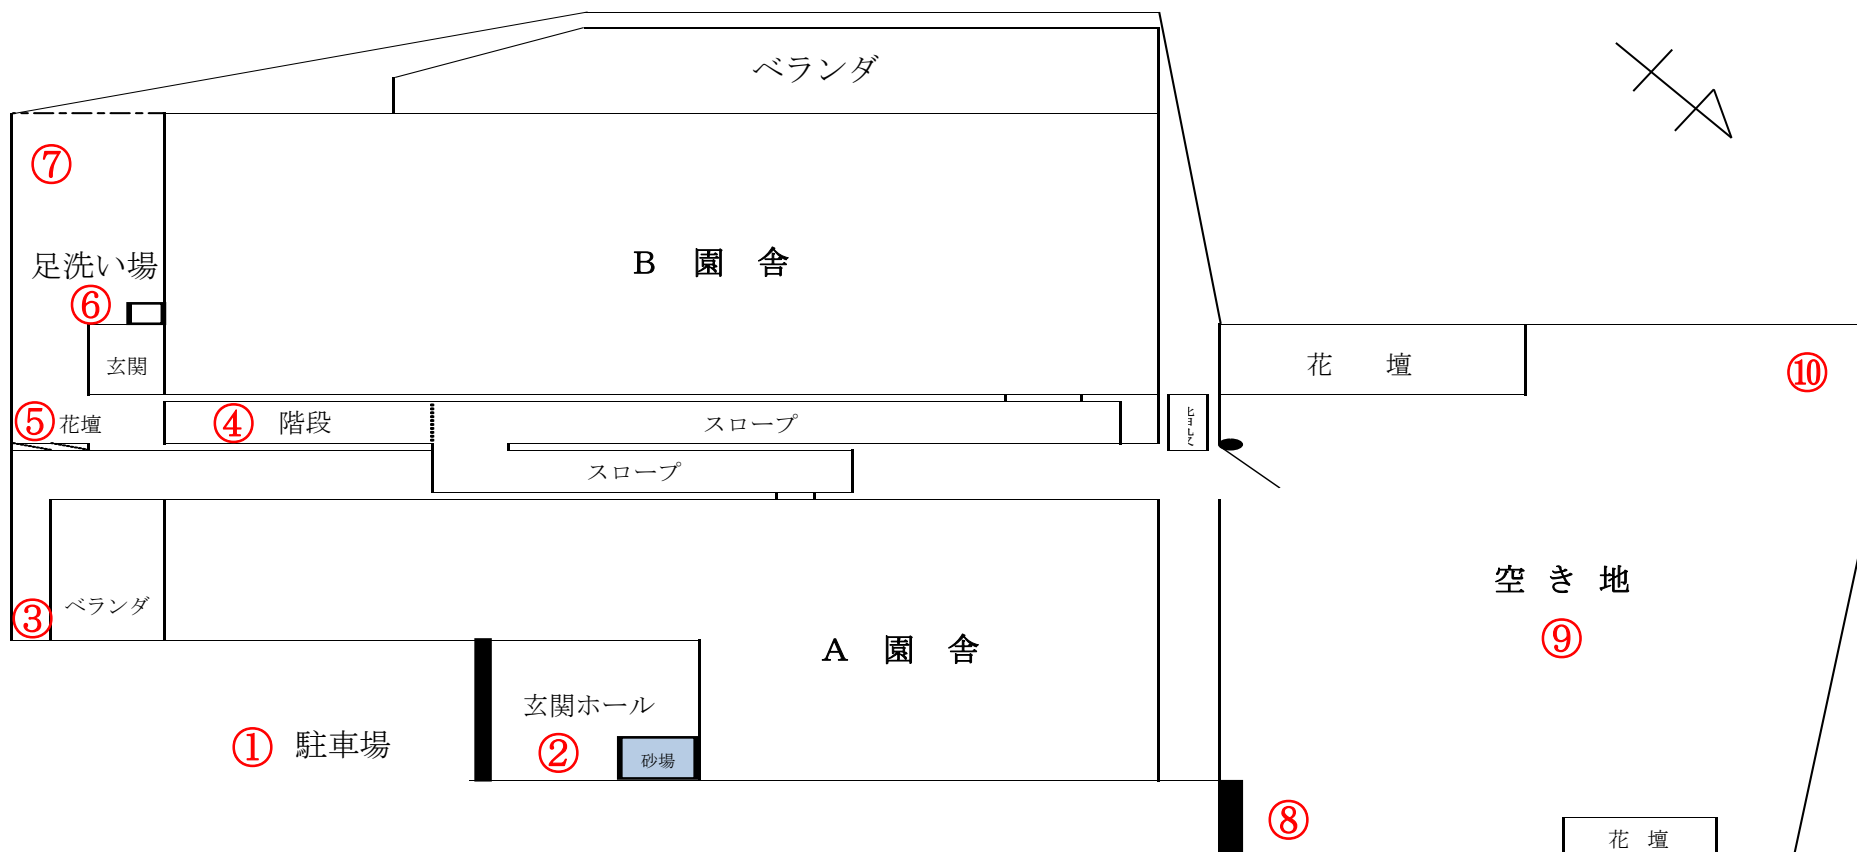 ベランダ
⑦
B 園 舎
足洗い場
⑥
玄関
花 壇
⑩
⑤ 花壇
④ 階段
スロープ
階段
スロープ
空 き 地
⑨
③ ベランダ
A 園 舎
玄関ホール
① 駐車場
②
砂場
⑧
花 壇